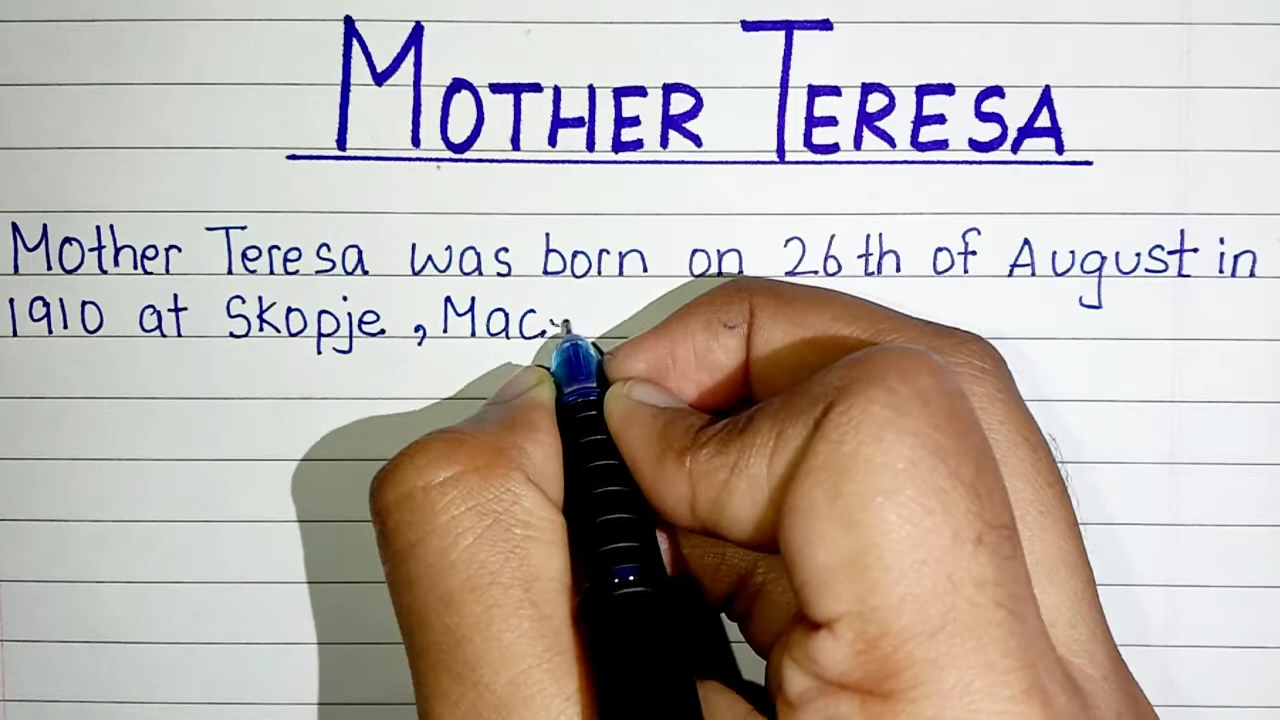 MOTHER TERESA
Mother Teresa was born on 26th of August in
1910 at Skopje, Mac